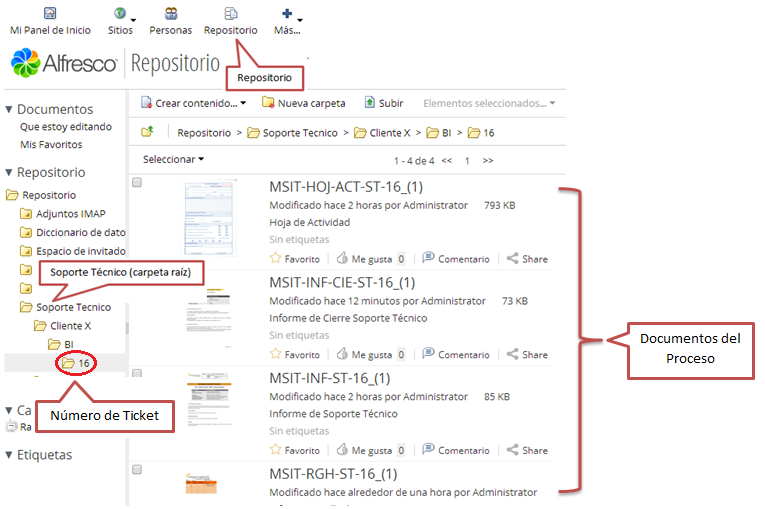 Mi Panel de Inicio Sitios Personas Repositorio Más...
Alfresco Repositorio
Repositorio
Documentos
Que estoy editando
Mis Favoritos
Repositorio
Repositorio
Adjuntos IMAP
Diccionario de dato
Espacio de invitado
Soporte Técnico (carpeta raíz)
Soporte Tecnico
Cliente X
BI
16
Número de Ticket
Ca
Ra
Etiquetas
Crear contenido... Nueva carpeta Subir Elementos seleccionados...
Repositorio > Soporte Tecnico > Cliente X > BI > 16
Seleccionar 1 - 4 de 4 << 1 >>
MSIT-HOJ-ACT-ST-16_(1)
Modificado hace 2 horas por Administrator 793 KB
Hoja de Actividad
Sin etiquetas
Favorito Me gusta 0 Comentario Share
MSIT-INF-CIE-ST-16_(1)
Modificado hace 12 minutos por Administrator 73 KB
Informe de Cierre Soporte Técnico
Sin etiquetas
Favorito Me gusta 0 Comentario Share
MSIT-INF-ST-16_(1)
Modificado hace 2 horas por Administrator 85 KB
Informe de Soporte Técnico
Sin etiquetas
Favorito Me gusta 0 Comentario Share
MSIT-RGH-ST-16_(1)
Modificado hace alrededor de una hora por Administrator
Documentos del
Proceso